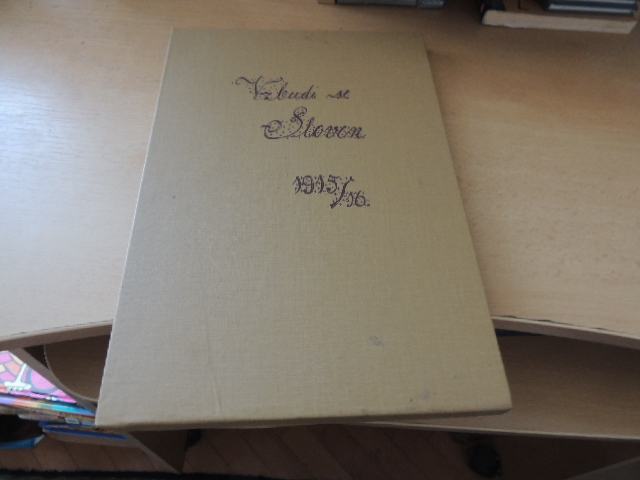 Vzbudi se
Sloven
1915/16.